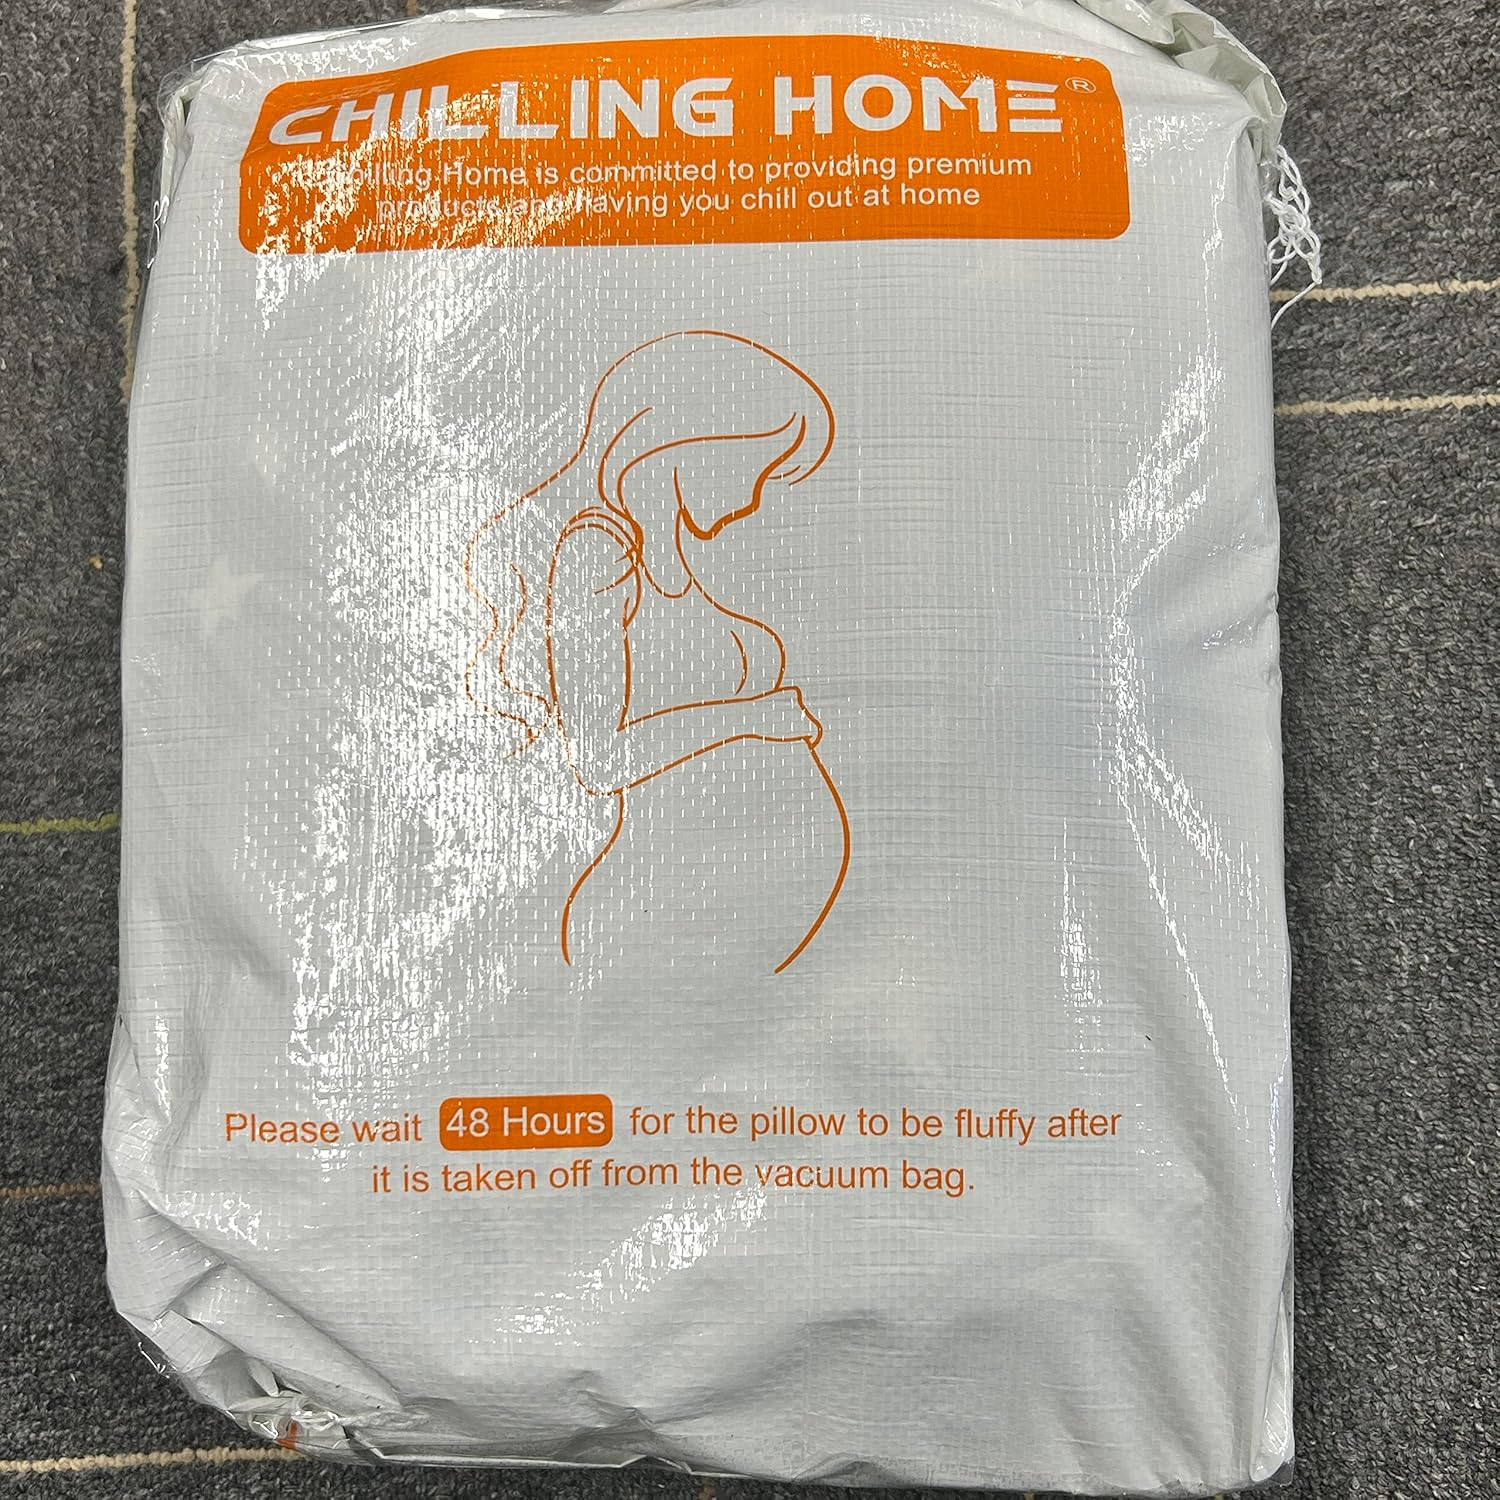 CHILLING HOME®
Chilling Home is committed to providing premium
products and having you chill out at home
Please wait 48 Hours for the pillow to be fluffy after
it is taken off from the vacuum bag.